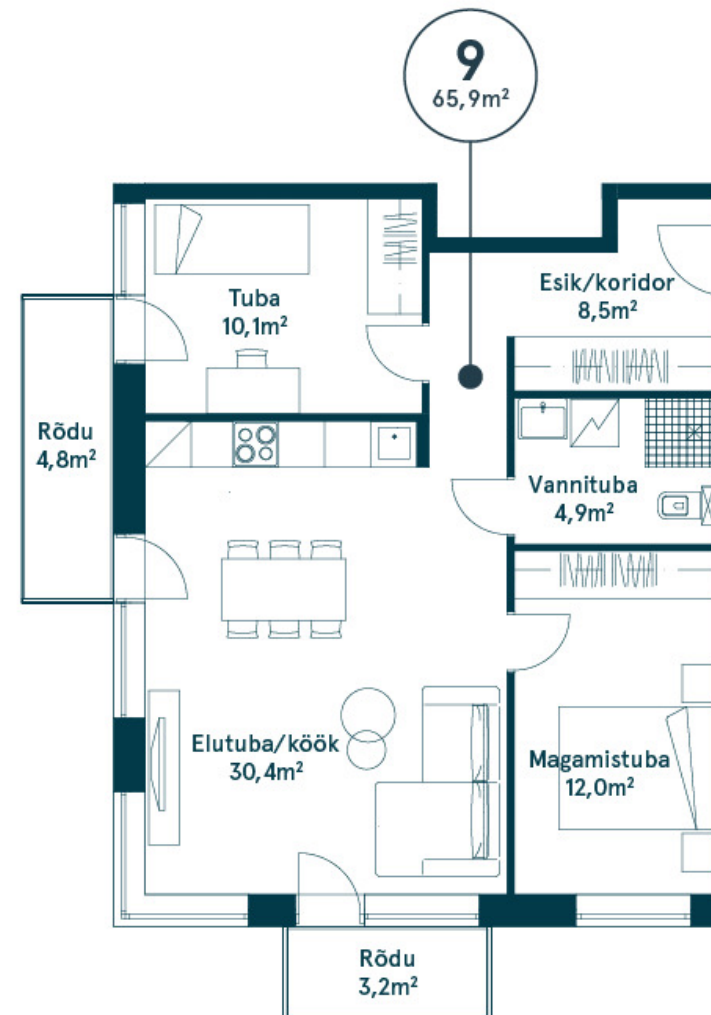 9
65,9m²
Esik/koridor
8,5m²
Tuba
10,1m²
Rõdu
4,8m²
Vannituba
4,9m²
Elutuba/köök
30,4m²
Magamistuba
12,0m²
Rõdu
3,2m²